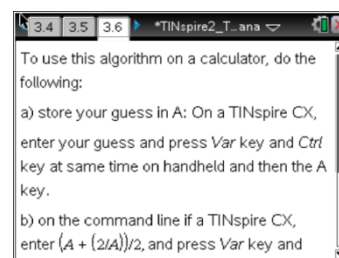 3.4 3.5 3.6 *TINspire2_T...ana
To use this algorithm on a calculator, do the
following:
a) store your guess in A: On a TINspire CX,
enter your guess and press Var key and Ctrl
key at same time on handheld and then the A
key.
b) on the command line if a TINspire CX,
enter (A + (2/A))/2, and press Var key and